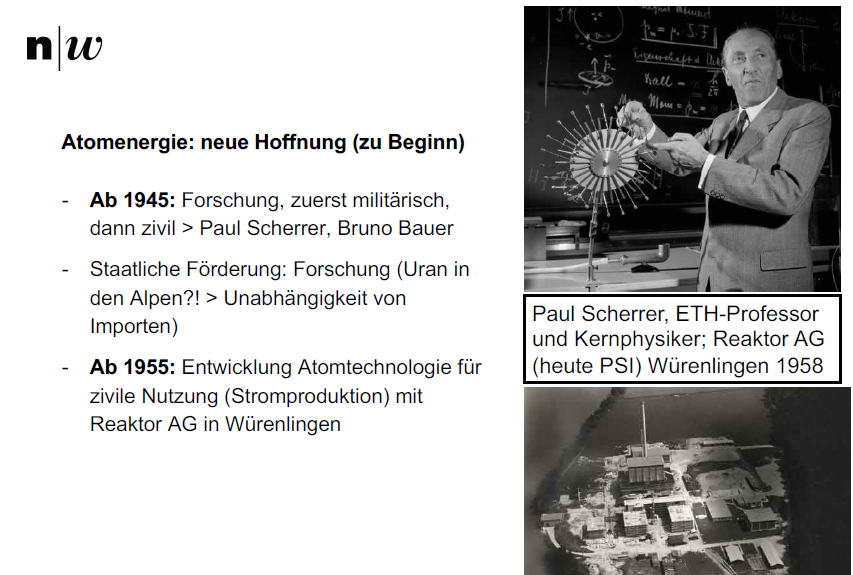 n|w
Atomenergie: neue Hoffnung (zu Beginn)
- Ab 1945: Forschung, zuerst militärisch,
dann zivil > Paul Scherrer, Bruno Bauer
- Staatliche Förderung: Forschung (Uran in
den Alpen?! > Unabhängigkeit von
Importen)
- Ab 1955: Entwicklung Atomtechnologie für
zivile Nutzung (Stromproduktion) mit
Reaktor AG in Würenlingen
Paul Scherrer, ETH-Professor
und Kernphysiker; Reaktor AG
(heute PSI) Würenlingen 1958